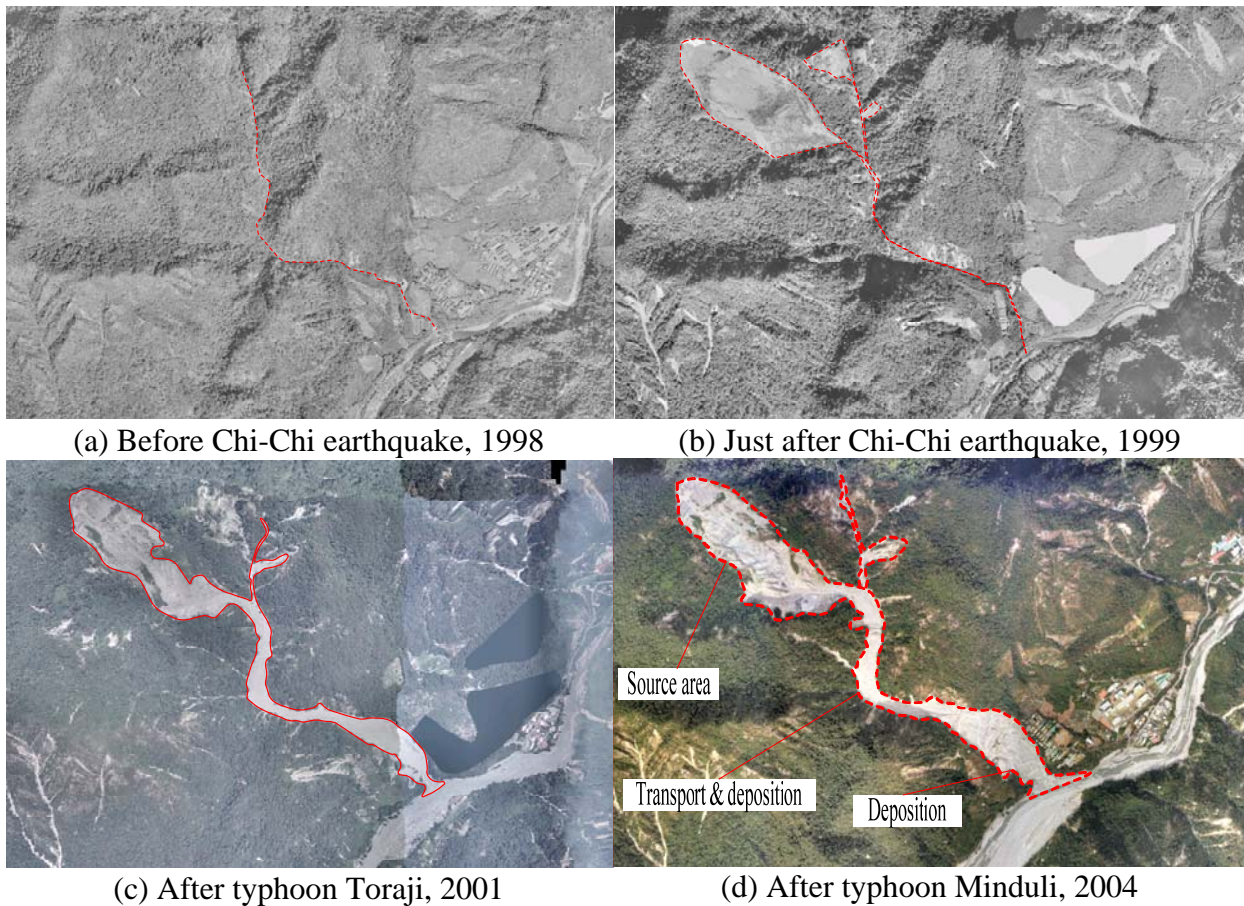 (a) Before Chi-Chi earthquake, 1998
(b) Just after Chi-Chi earthquake, 1999
Source area
Transport & deposition
Deposition
(c) After typhoon Toraji, 2001
(d) After typhoon Minduli, 2004